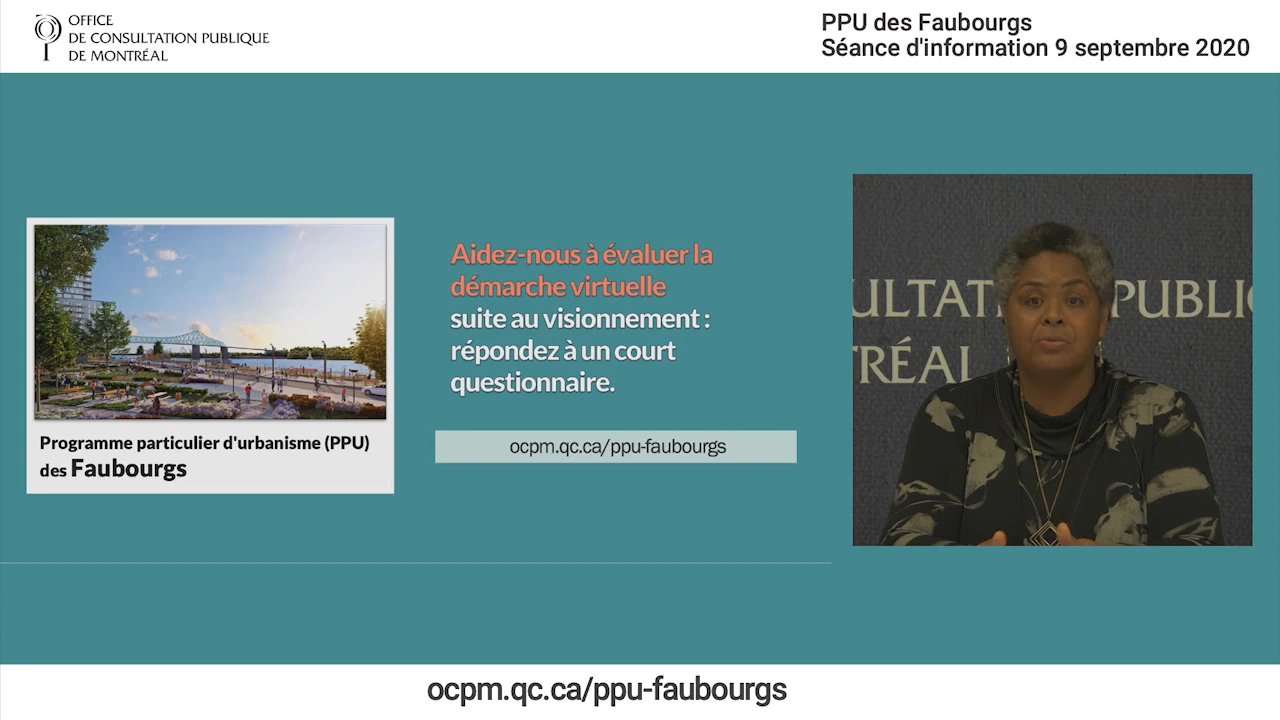 OFFICE
DE CONSULTATION PUBLIQUE
DE MONTRÉAL
PPU des Faubourgs
Séance d'information 9 septembre 2020
Aidez-nous à évaluer la
démarche virtuelle
suite au visionnement :
répondez à un court
questionnaire.
ocpm.qc.ca/ppu-faubourgs
Programme particulier d'urbanisme (PPU)
des Faubourgs
ULTAT PUBLIC
TRÉAL
ocpm.qc.ca/ppu-faubourgs